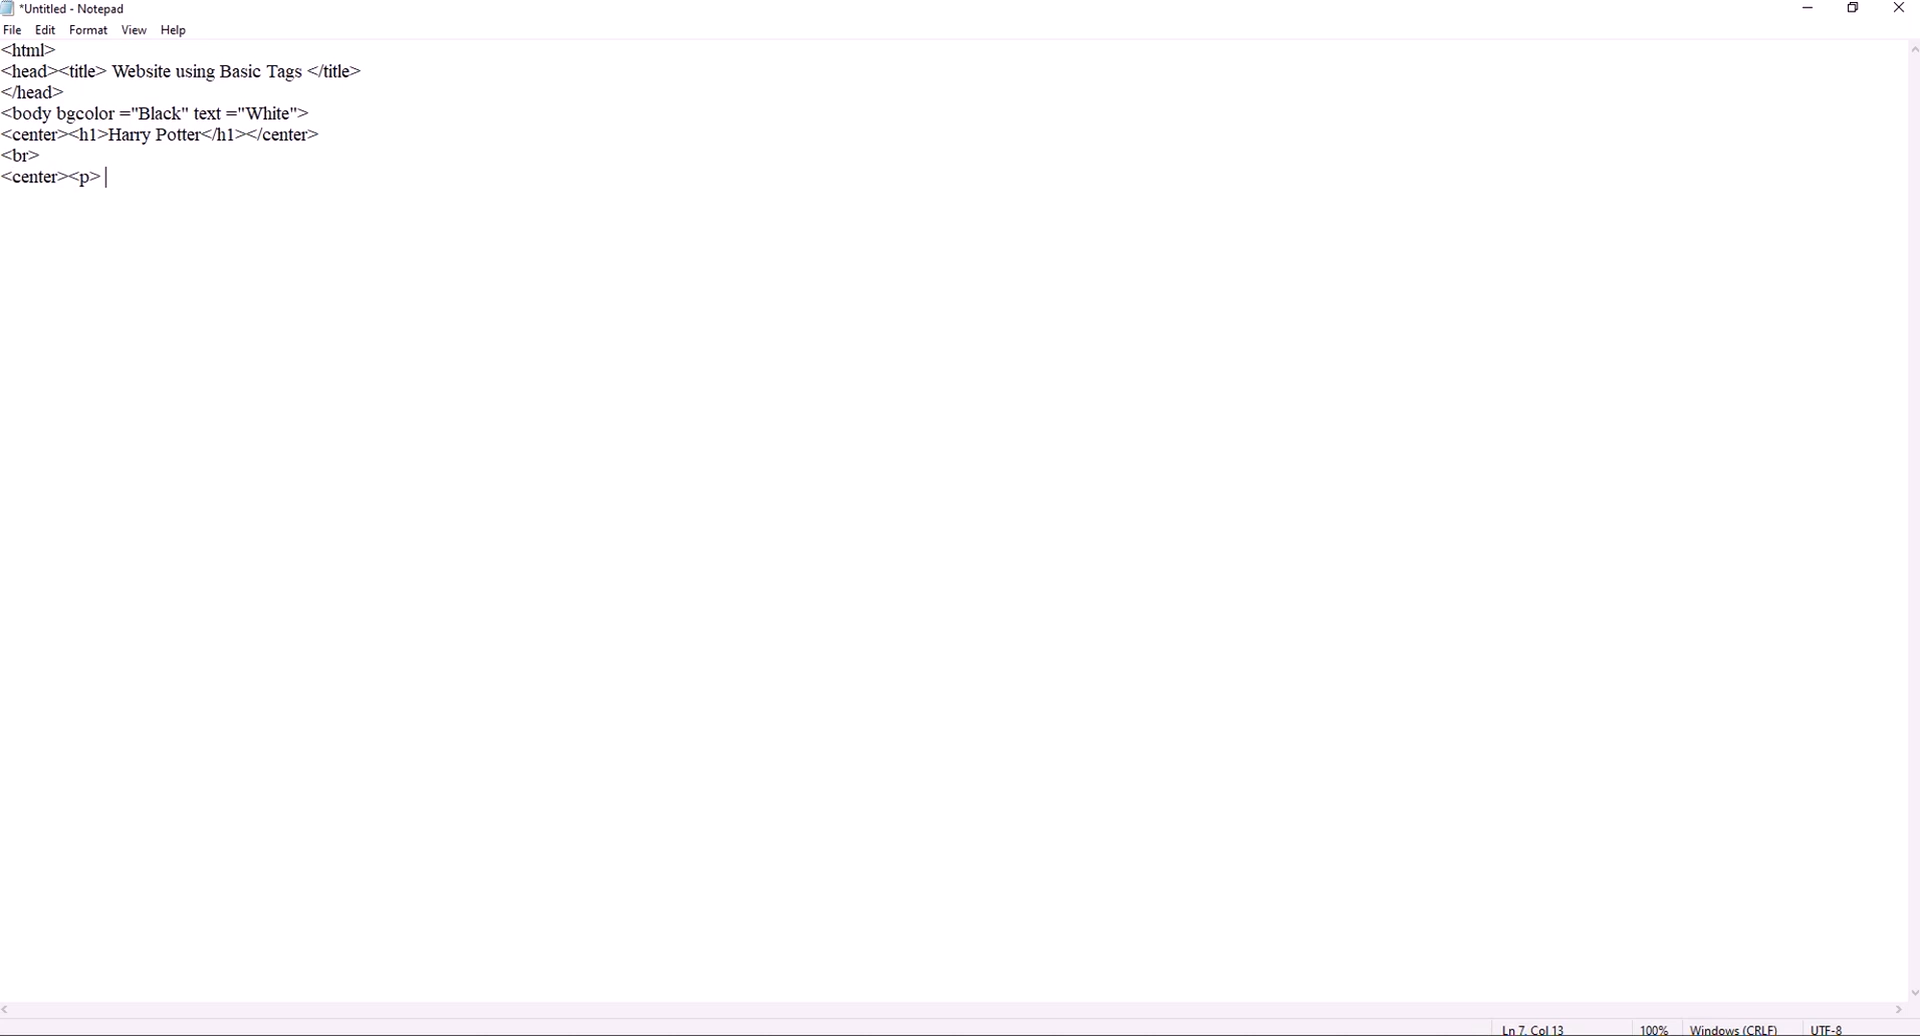 *Untitled - Notepad
File Edit Format View Help
<html>
<head><title> Website using Basic Tags </title>
</head>
<body bgcolor ="Black" text ="White">
<center><h1>Harry Potter</h1></center>
<br>
<center><p>
Ln 7, Col 13 100% Windows (CRLF) UTF-8